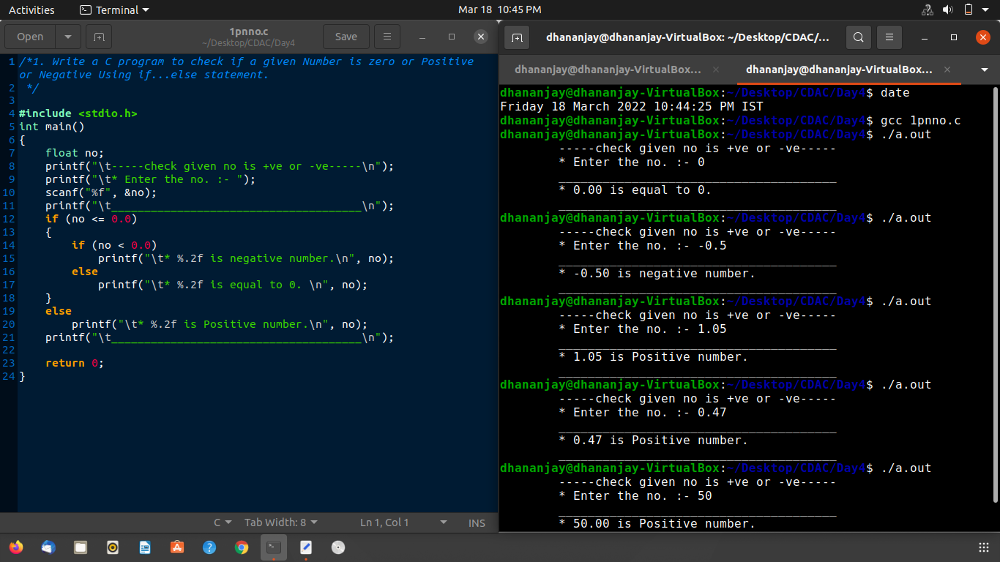 Activities Terminal Mar 18 10:45 PM
Open 1pnno.c Save
~/Desktop/CDAC/Day4
1 /*1. Write a C program to check if a given Number is zero or Positive
or Negative Using if...else statement.
2 */
3
4 #include <stdio.h>
5 int main()
6 {
7 float no;
8 printf("\t-----check given no is +ve or -ve-----\n");
9 printf("\t* Enter the no. :- ");
10 scanf("%f", &no);
11 printf("\t______________________________________\n");
12 if (no <= 0.0)
13 {
14 if (no < 0.0)
15 printf("\t* %.2f is negative number.\n", no);
16 else
17 printf("\t* %.2f is equal to 0. \n", no);
18 }
19 else
20 printf("\t* %.2f is Positive number.\n", no);
21 printf("\t______________________________________\n");
22
23 return 0;
24 }
C Tab Width: 8 Ln 1, Col 1 INS
dhananjay@dhananjay-VirtualBox: ~/Desktop/CDAC/...
dhananjay@dhananjay-VirtualBox... dhananjay@dhananjay-VirtualBox...
dhananjay@dhananjay-VirtualBox:~/Desktop/CDAC/Day4$ date
Friday 18 March 2022 10:44:25 PM IST
dhananjay@dhananjay-VirtualBox:~/Desktop/CDAC/Day4$ gcc 1pnno.c
dhananjay@dhananjay-VirtualBox:~/Desktop/CDAC/Day4$ ./a.out
-----check given no is +ve or -ve-----
* Enter the no. :- 0
______________________________________
* 0.00 is equal to 0.
______________________________________
dhananjay@dhananjay-VirtualBox:~/Desktop/CDAC/Day4$ ./a.out
-----check given no is +ve or -ve-----
* Enter the no. :- -0.5
______________________________________
* -0.50 is negative number.
______________________________________
dhananjay@dhananjay-VirtualBox:~/Desktop/CDAC/Day4$ ./a.out
-----check given no is +ve or -ve-----
* Enter the no. :- 1.05
______________________________________
* 1.05 is Positive number.
______________________________________
dhananjay@dhananjay-VirtualBox:~/Desktop/CDAC/Day4$ ./a.out
-----check given no is +ve or -ve-----
* Enter the no. :- 0.47
______________________________________
* 0.47 is Positive number.
______________________________________
dhananjay@dhananjay-VirtualBox:~/Desktop/CDAC/Day4$ ./a.out
-----check given no is +ve or -ve-----
* Enter the no. :- 50
______________________________________
* 50.00 is Positive number.